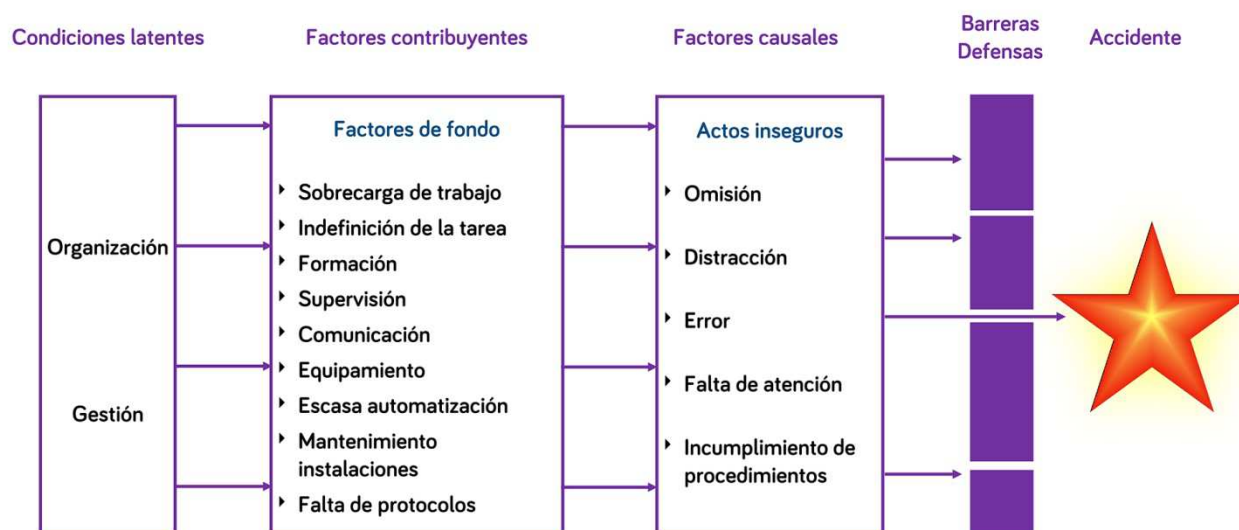 Condiciones latentes
Factores contribuyentes
Factores causales
Barreras
Defensas
Accidente
Organización
Gestión
Factores de fondo
Sobrecarga de trabajo
Indefinición de la tarea
Formación
Supervisión
Comunicación
Equipamiento
Escasa automatización
Mantenimiento
instalaciones
Falta de protocolos
Actos inseguros
Omisión
Distracción
Error
Falta de atención
Incumplimiento de
procedimientos